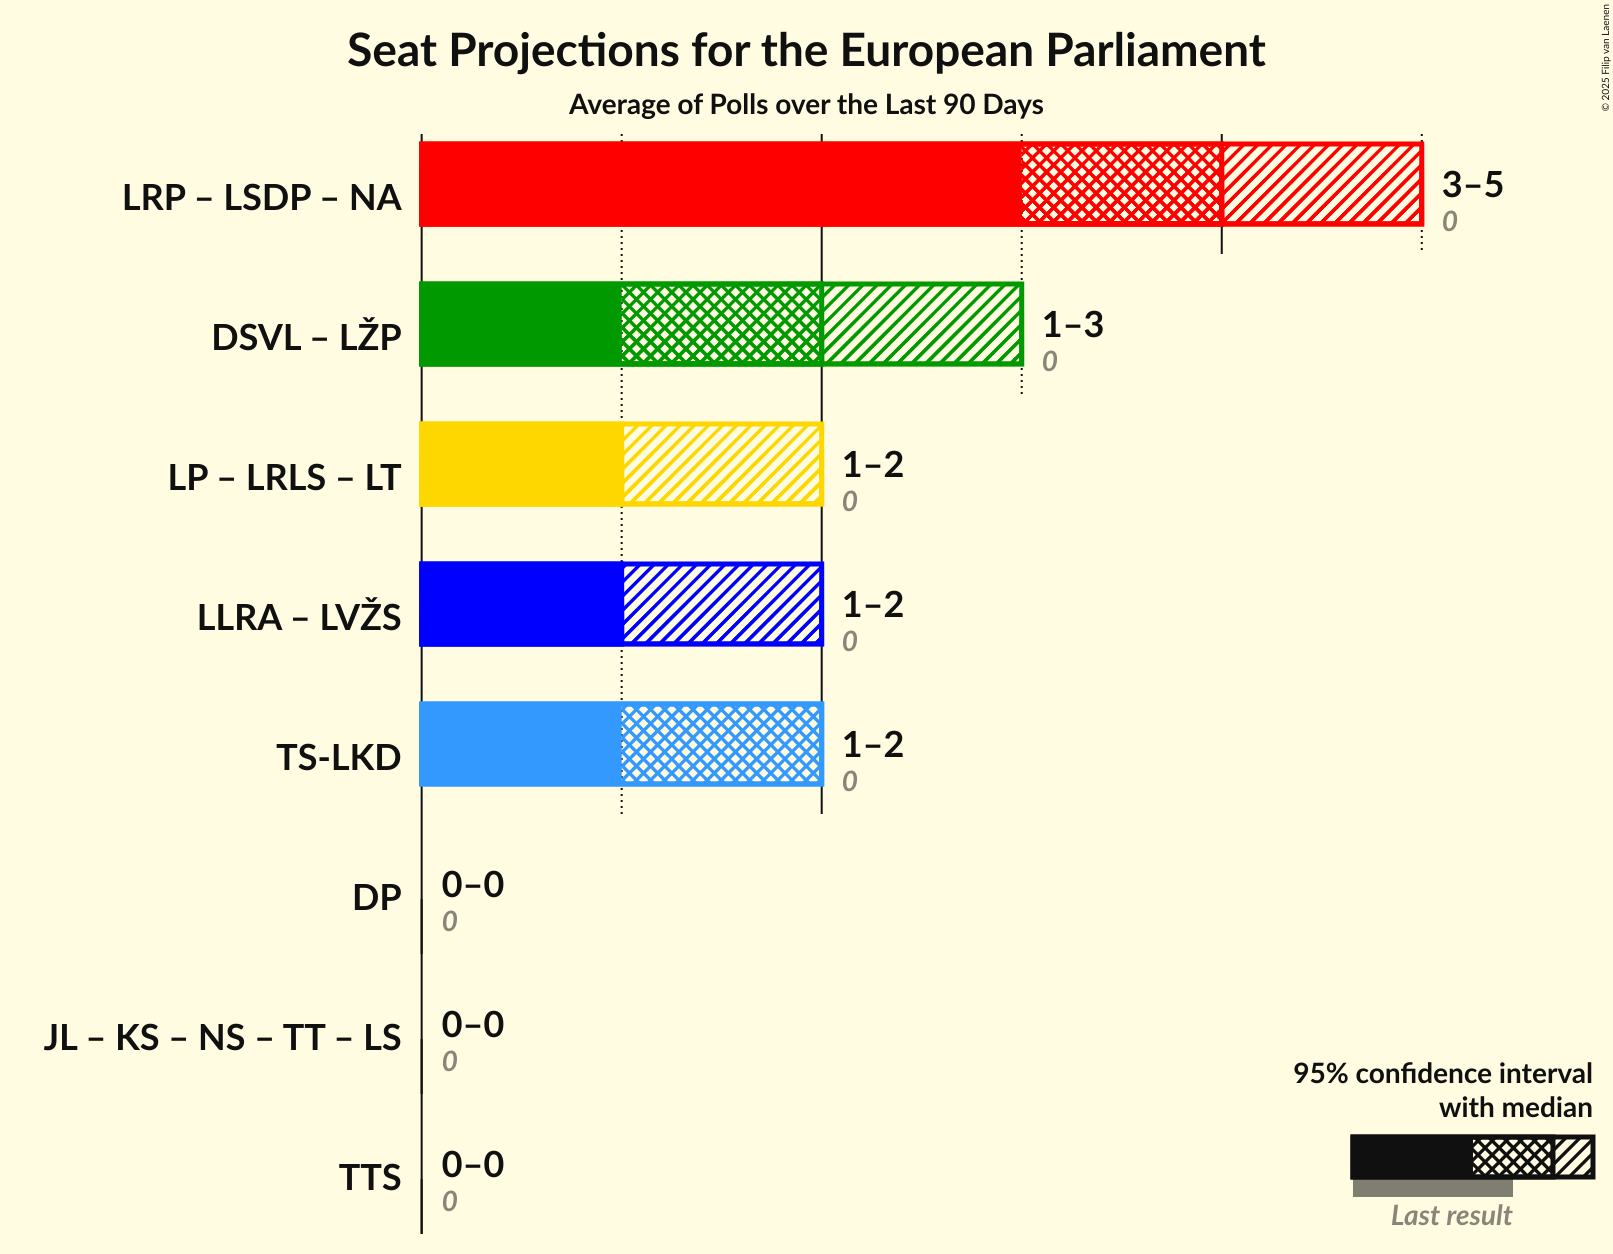 Seat Projections for the European Parliament
Average of Polls over the Last 90 Days
© 2025 Filip van Laenen
LRP – LSDP – NA
3–5
0
DSVL – LŽP
1–3
0
LP – LRLS – LT
1–2
0
LLRA – LVŽS
1–2
0
TS-LKD
1–2
0
DP
0–0
0
JL – KS – NS – TT – LS
0–0
0
TTS
0–0
0
95% confidence interval
with median
Last result